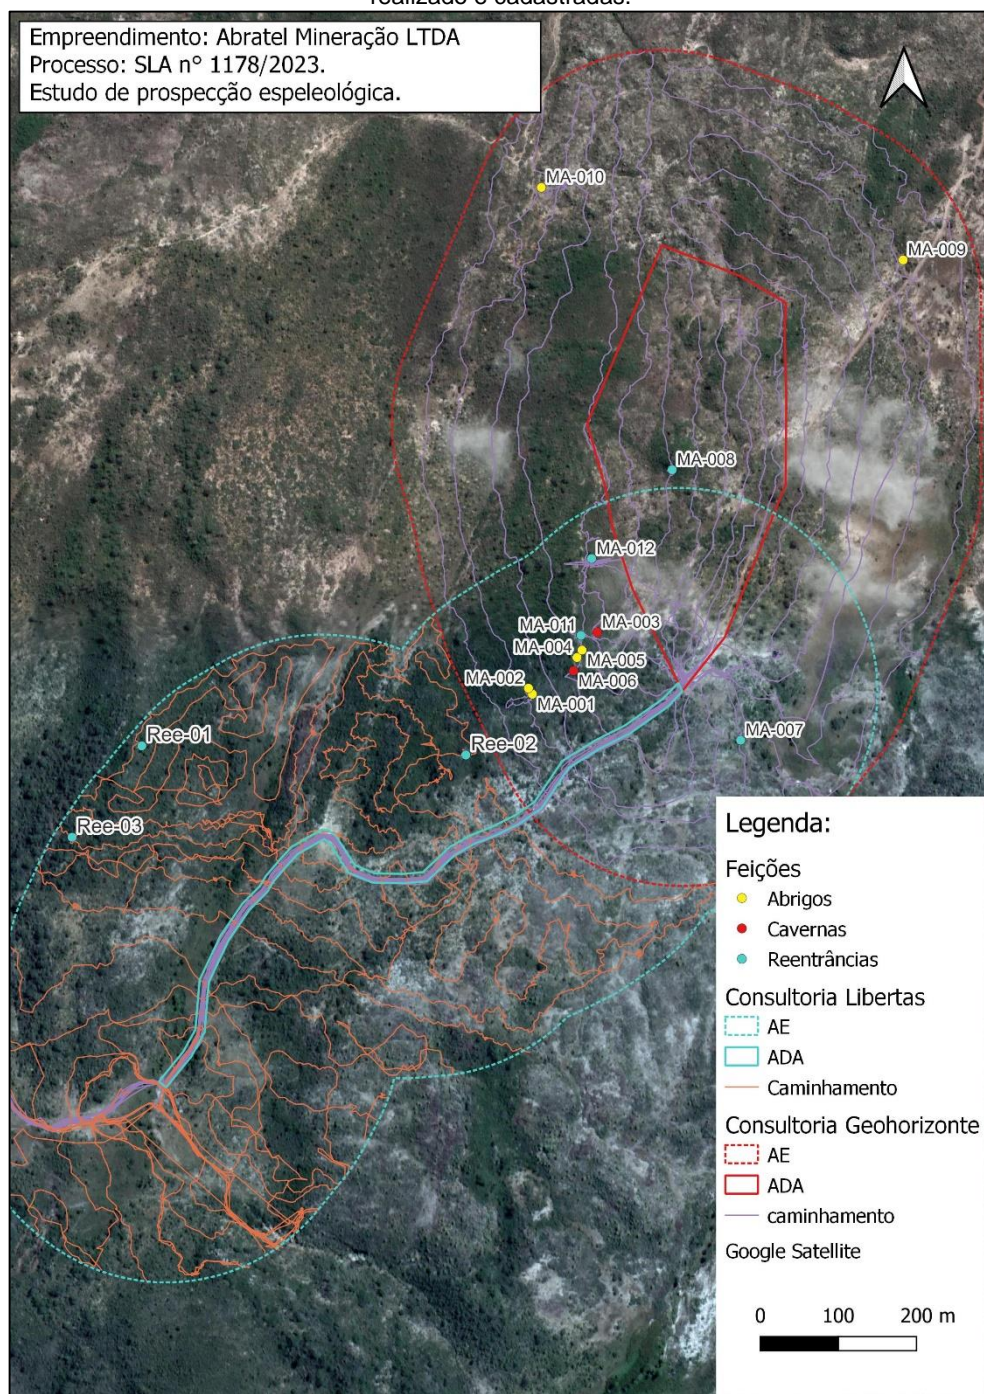 realizado e cadastradas.
Empreendimento: Abratel Mineração LTDA
Processo: SLA nº 1178/2023.
Estudo de prospecção espeleológica.
MA-010
MA-009
MA-008
MA-012
MA-011
MA-003
MA-004
MA-005
MA-002
MA-006
MA-001
Ree-01
Ree-02
MA-007
Ree-03
Legenda:
Feições
Abrigos
Cavernas
Reentrâncias
Consultoria Libertas
AE
ADA
Caminhamento
Consultoria Geohorizonte
AE
ADA
caminhamento
Google Satellite
0 100 200 m